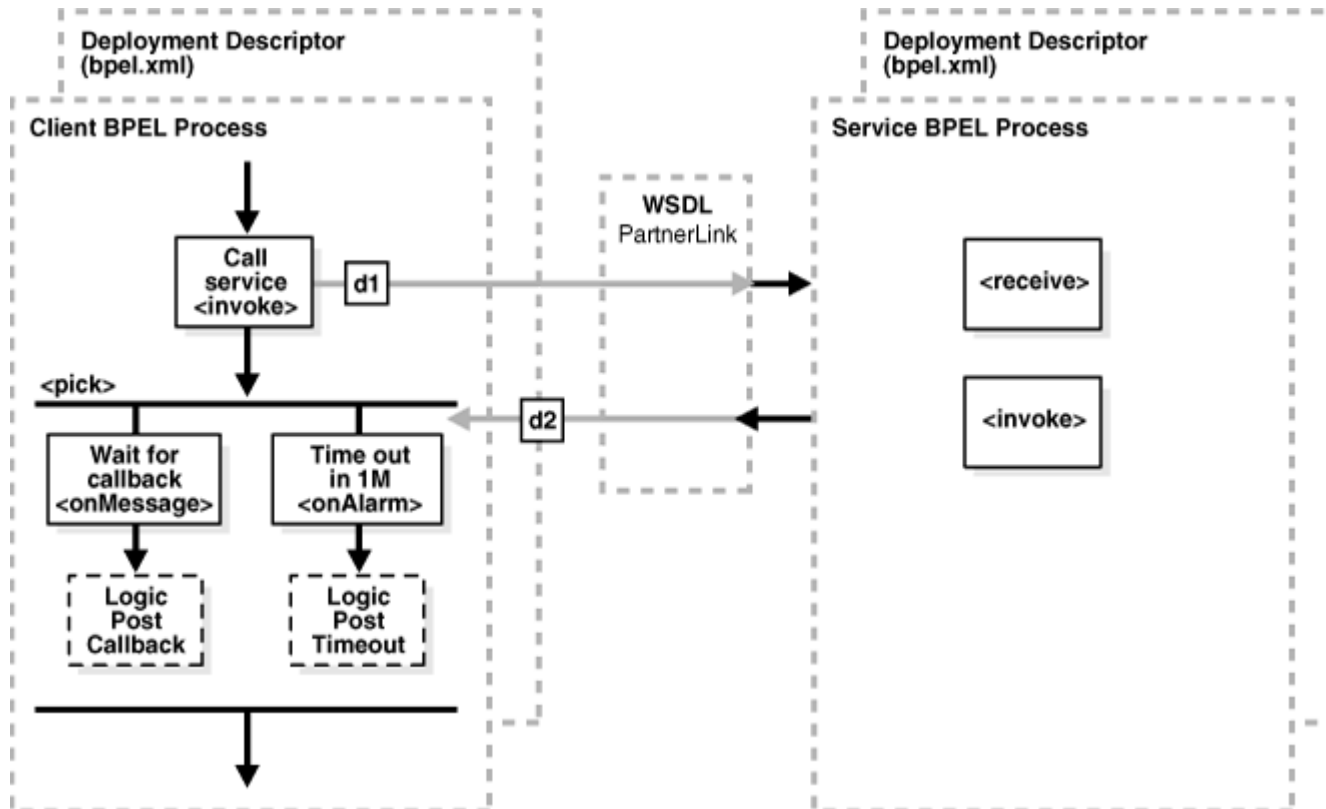 Deployment Descriptor
(bpel.xml)
Client BPEL Process
Call
service
<invoke>
d1
<pick>
Wait for
callback
<onMessage>
Time out
in 1M
<onAlarm>
Logic
Post
Callback
Logic
Post
Timeout
d2
WSDL
PartnerLink
Deployment Descriptor
(bpel.xml)
Service BPEL Process
<receive>
<invoke>